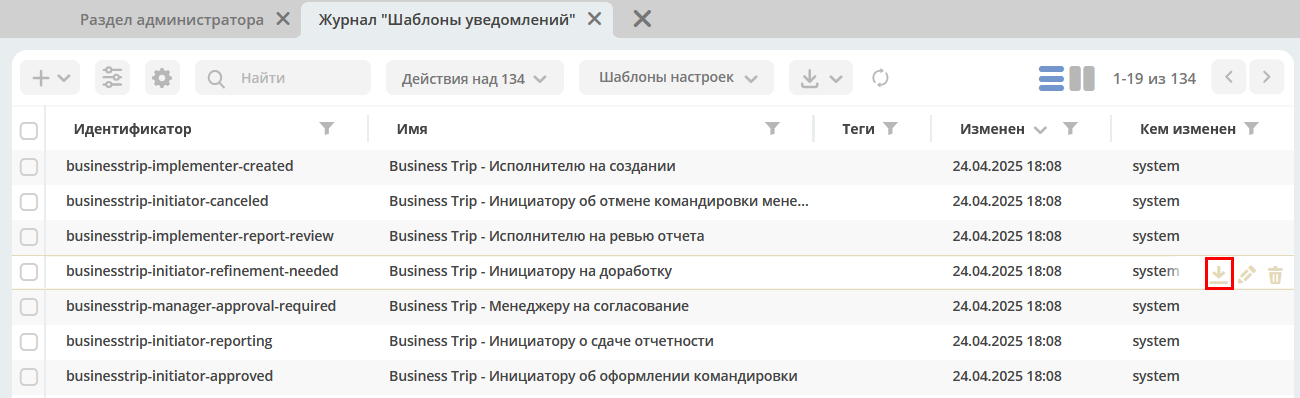 Раздел администратора Журнал "Шаблоны уведомлений"
Найти Действия над 134 Шаблоны настроек 1-19 из 134
Идентификатор Имя Теги Изменен Кем изменен
businesstrip-implementer-created Business Trip - Исполнителю на создании 24.04.2025 18:08 system
businesstrip-initiator-canceled Business Trip - Инициатору об отмене командировки мене... 24.04.2025 18:08 system
businesstrip-implementer-report-review Business Trip - Исполнителю на ревью отчета 24.04.2025 18:08 system
businesstrip-initiator-refinement-needed Business Trip - Инициатору на доработку 24.04.2025 18:08 system
businesstrip-manager-approval-required Business Trip - Менеджеру на согласование 24.04.2025 18:08 system
businesstrip-initiator-reporting Business Trip - Инициатору о сдаче отчетности 24.04.2025 18:08 system
businesstrip-initiator-approved Business Trip - Инициатору об оформлении командировки 24.04.2025 18:08 system